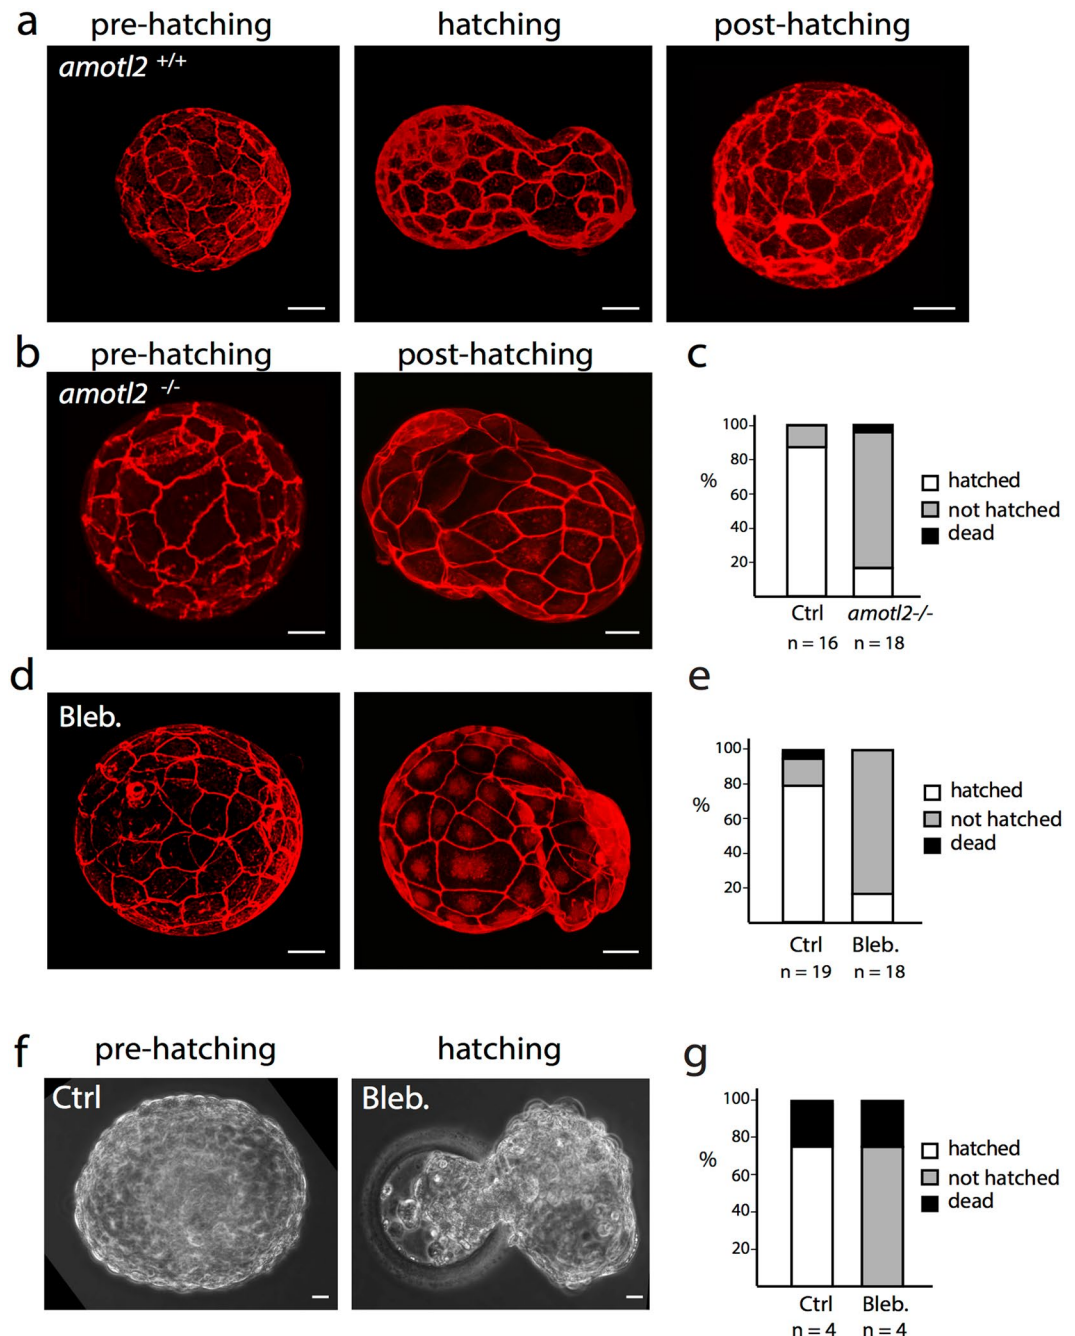 a
pre-hatching hatching post-hatching
amotl2 +/+
b
pre-hatching post-hatching
amotl2 -/-
c
100
80
60
40
20
%
hatched
not hatched
dead
Ctrl amotl2-/-
n = 16 n = 18
d
Bleb.
e
100
80
60
40
20
%
hatched
not hatched
dead
Ctrl Bleb.
n = 19 n = 18
f
pre-hatching hatching
Ctrl Bleb.
g
100
80
60
40
20
%
hatched
not hatched
dead
Ctrl Bleb.
n = 4 n = 4